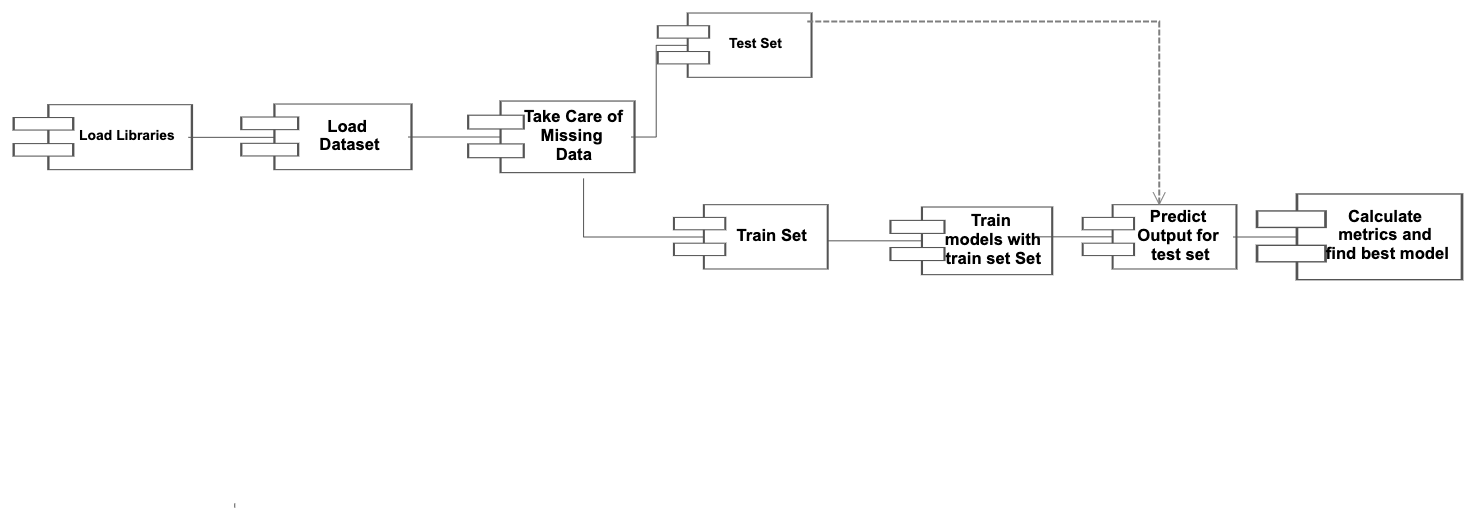 Test Set
Load Libraries
Load
Dataset
Take Care of
Missing
Data
Train Set
Train
models with
train set Set
Predict
Output for
test set
Calculate
metrics and
find best model